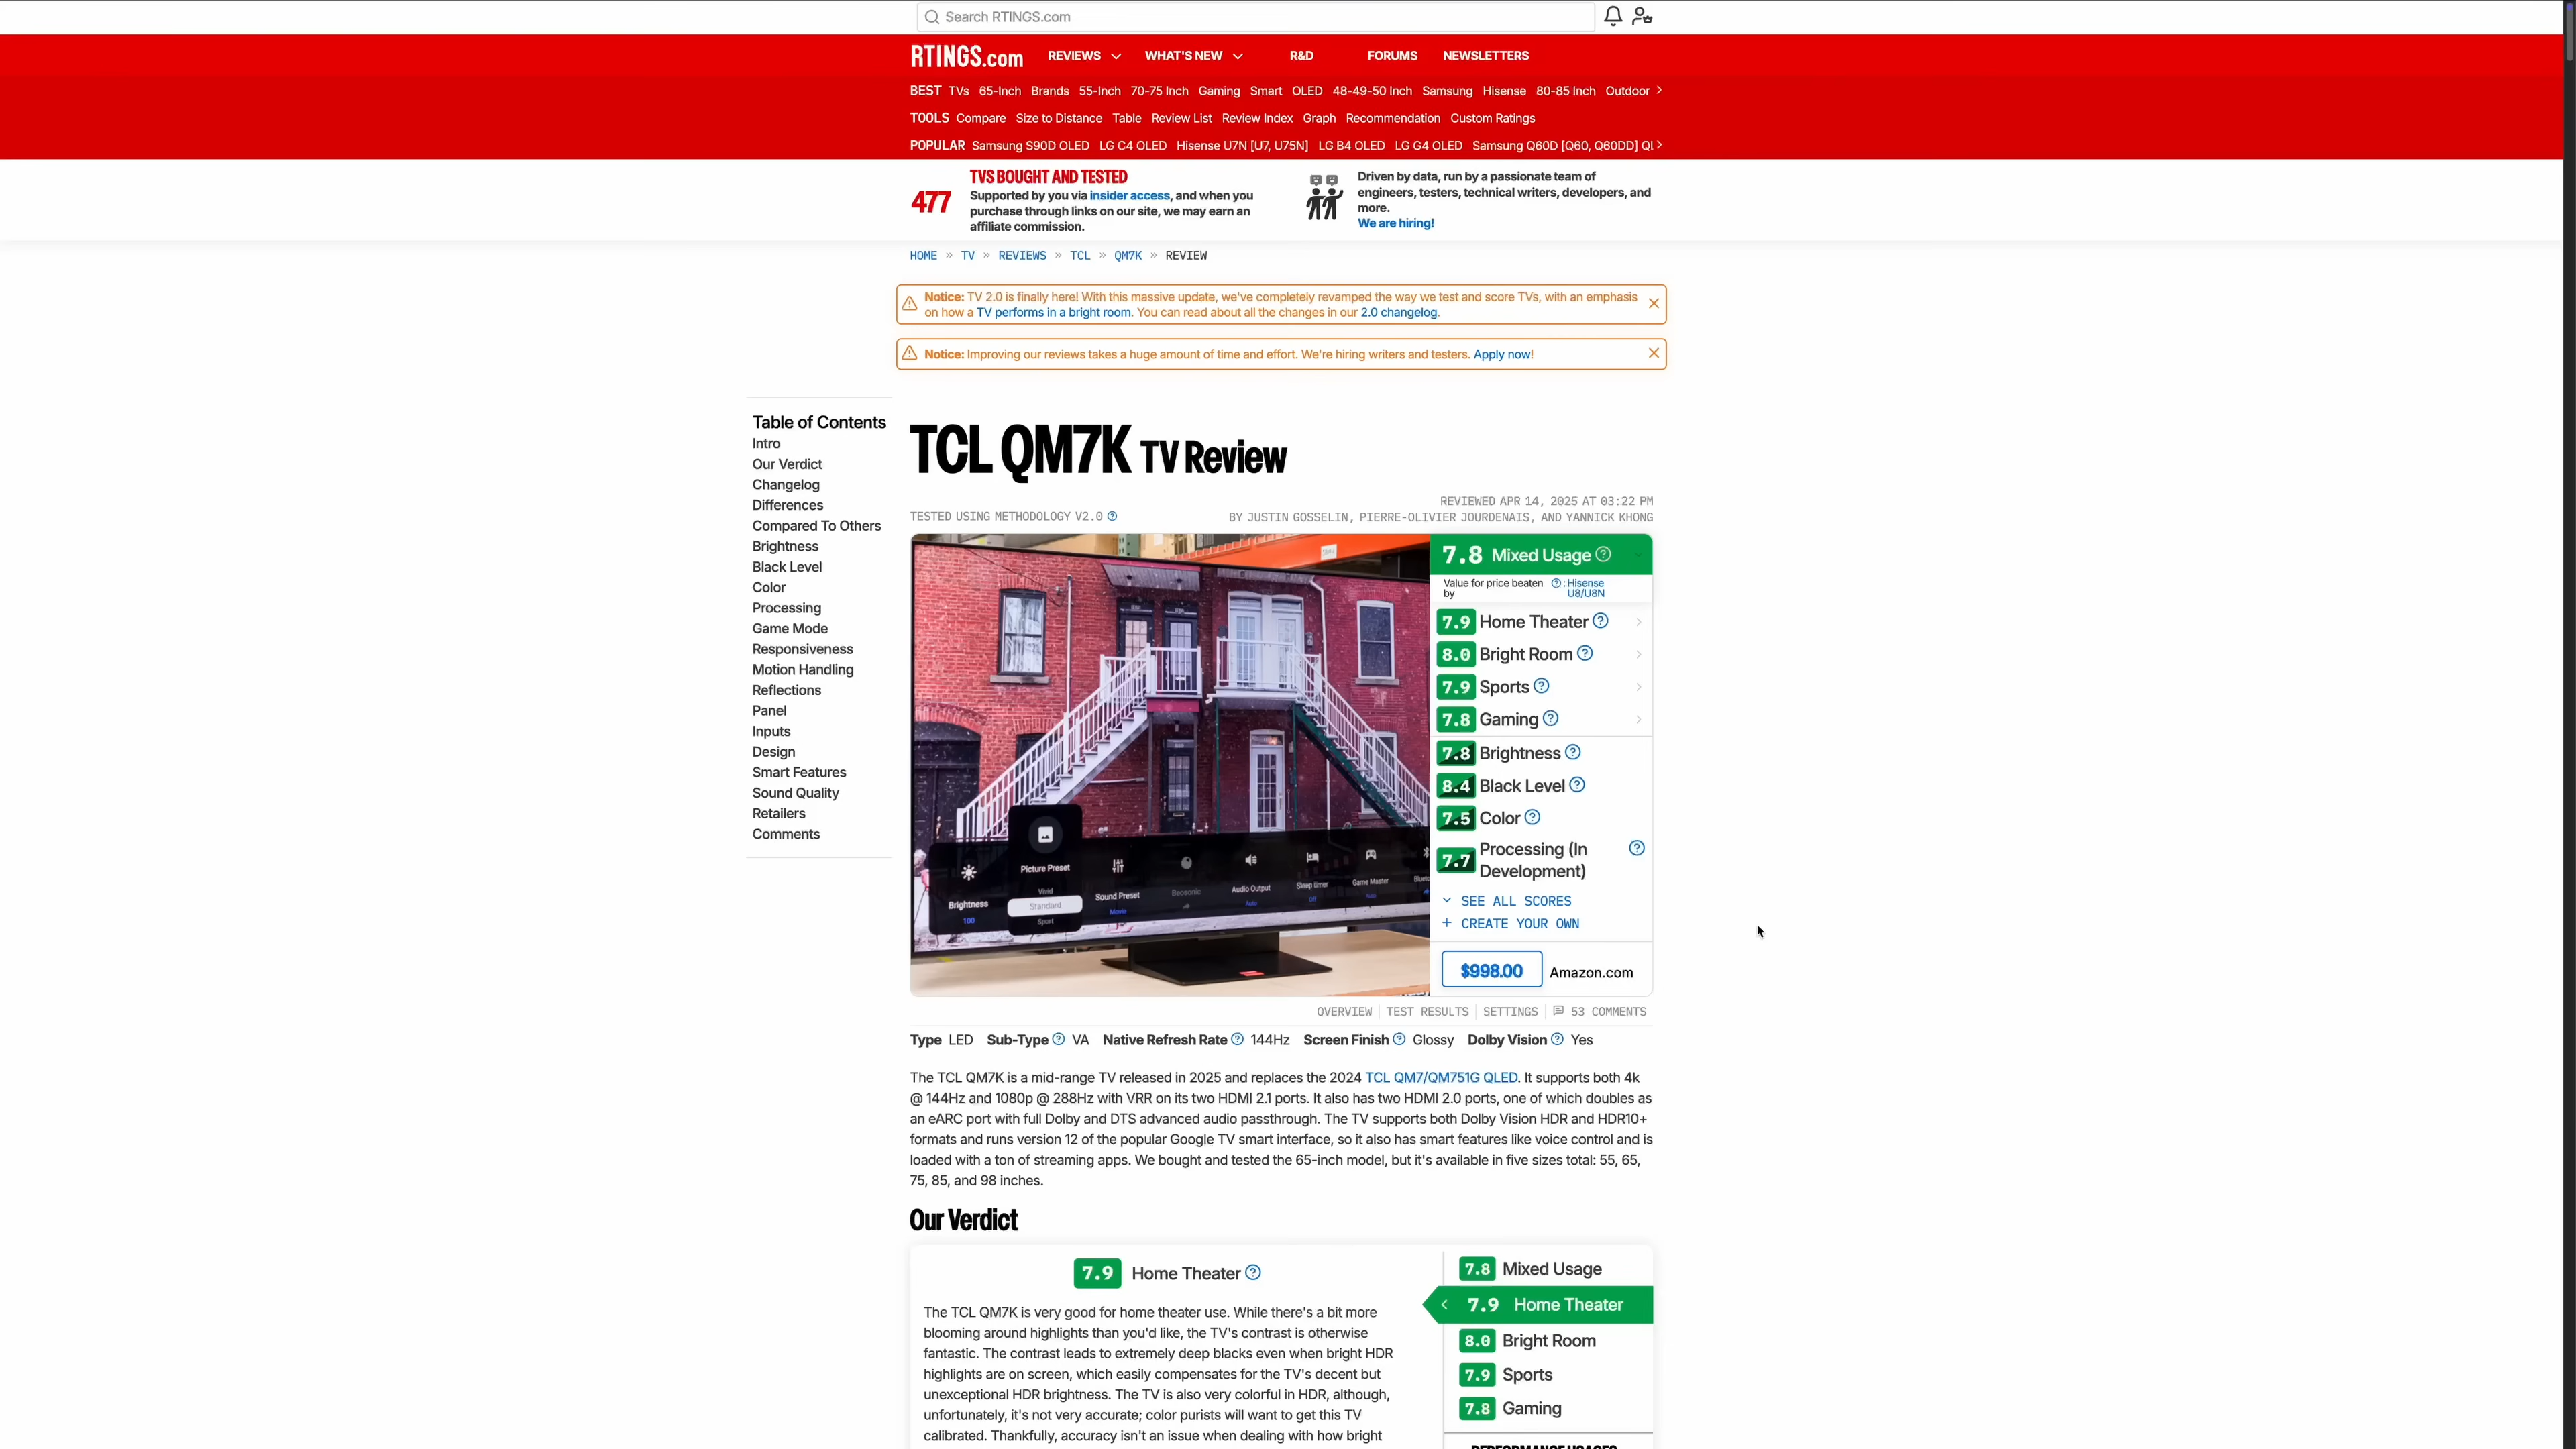 Search RTINGS.com
RTINGS.com REVIEWS WHAT'S NEW R&D FORUMS NEWSLETTERS
BEST TVs 65-Inch Brands 55-Inch 70-75 Inch Gaming Smart OLED 48-49-50 Inch Samsung Hisense 80-85 Inch Outdoor
TOOLS Compare Size to Distance Table Review List Review Index Graph Recommendation Custom Ratings
POPULAR Samsung S90D OLED LG C4 OLED Hisense U7N [U7, U75N] LG B4 OLED LG G4 OLED Samsung Q60D [Q60, Q60DD] QI
477
TVS BOUGHT AND TESTED
Supported by you via insider access, and when you
purchase through links on our site, we may earn an
affiliate commission.
Driven by data, run by a passionate team of
engineers, testers, technical writers, developers, and
more.
We are hiring!
HOME » TV » REVIEWS » TCL » QM7K » REVIEW
Notice: TV 2.0 is finally here! With this massive update, we've completely revamped the way we test and score TVs, with an emphasis
on how a TV performs in a bright room. You can read about all the changes in our 2.0 changelog.
Notice: Improving our reviews takes a huge amount of time and effort. We're hiring writers and testers. Apply now!
Table of Contents
Intro
Our Verdict
Changelog
Differences
Compared To Others
Brightness
Black Level
Color
Processing
Game Mode
Responsiveness
Motion Handling
Reflections
Panel
Inputs
Design
Smart Features
Sound Quality
Retailers
Comments
TCL QM7K TV Review
REVIEWED APR 14, 2025 AT 03:22 PM
TESTED USING METHODOLOGY V2.0
BY JUSTIN GOSSELIN, PIERRE-OLIVIER JOURDENAIS, AND YANNICK KHONG
Picture Preset
Vivid
Standard
Sport
Brightness
100
Sound Preset
Movie
Beosonic
Audio Output
Auto
Sleep timer
Off
Game Master
Auto
7.8 Mixed Usage
Value for price beaten
by
: Hisense
U8/U8N
7.9 Home Theater
8.0 Bright Room
7.9 Sports
7.8 Gaming
7.8 Brightness
8.4 Black Level
7.5 Color
7.7 Processing (In
Development)
SEE ALL SCORES
+ CREATE YOUR OWN
$998.00 Amazon.com
OVERVIEW TEST RESULTS SETTINGS 53 COMMENTS
Type LED Sub-Type VA Native Refresh Rate 144Hz Screen Finish Glossy Dolby Vision Yes
The TCL QM7K is a mid-range TV released in 2025 and replaces the 2024 TCL QM7/QM751G QLED. It supports both 4k
@ 144Hz and 1080p @ 288Hz with VRR on its two HDMI 2.1 ports. It also has two HDMI 2.0 ports, one of which doubles as
an eARC port with full Dolby and DTS advanced audio passthrough. The TV supports both Dolby Vision HDR and HDR10+
formats and runs version 12 of the popular Google TV smart interface, so it also has smart features like voice control and is
loaded with a ton of streaming apps. We bought and tested the 65-inch model, but it's available in five sizes total: 55, 65,
75, 85, and 98 inches.
Our Verdict
7.9 Home Theater
The TCL QM7K is very good for home theater use. While there's a bit more
blooming around highlights than you'd like, the TV's contrast is otherwise
fantastic. The contrast leads to extremely deep blacks even when bright HDR
highlights are on screen, which easily compensates for the TV's decent but
unexceptional HDR brightness. The TV is also very colorful in HDR, although,
unfortunately, it's not very accurate; color purists will want to get this TV
calibrated. Thankfully, accuracy isn't an issue when dealing with how bright
7.8 Mixed Usage
7.9 Home Theater
8.0 Bright Room
7.9 Sports
7.8 Gaming
PERFORMANCE USAGES